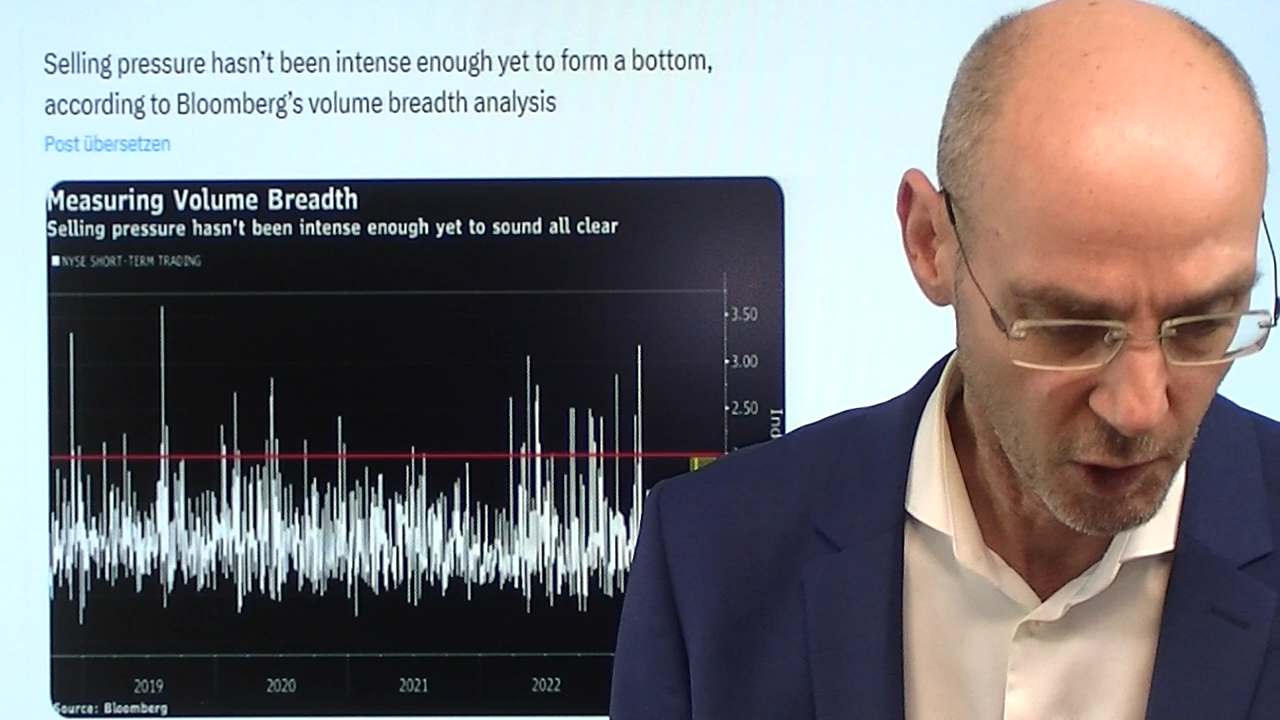 Selling pressure hasn't been intense enough yet to form a bottom,
according to Bloomberg's volume breadth analysis
Post übersetzen
Measuring Volume Breadth
Selling pressure hasn't been intense enough yet to sound all clear
NYSE SHORT-TERM TRADING
3.50
3.00
2.50
Ind
2019 2020 2021 2022
Source: Bloomberg